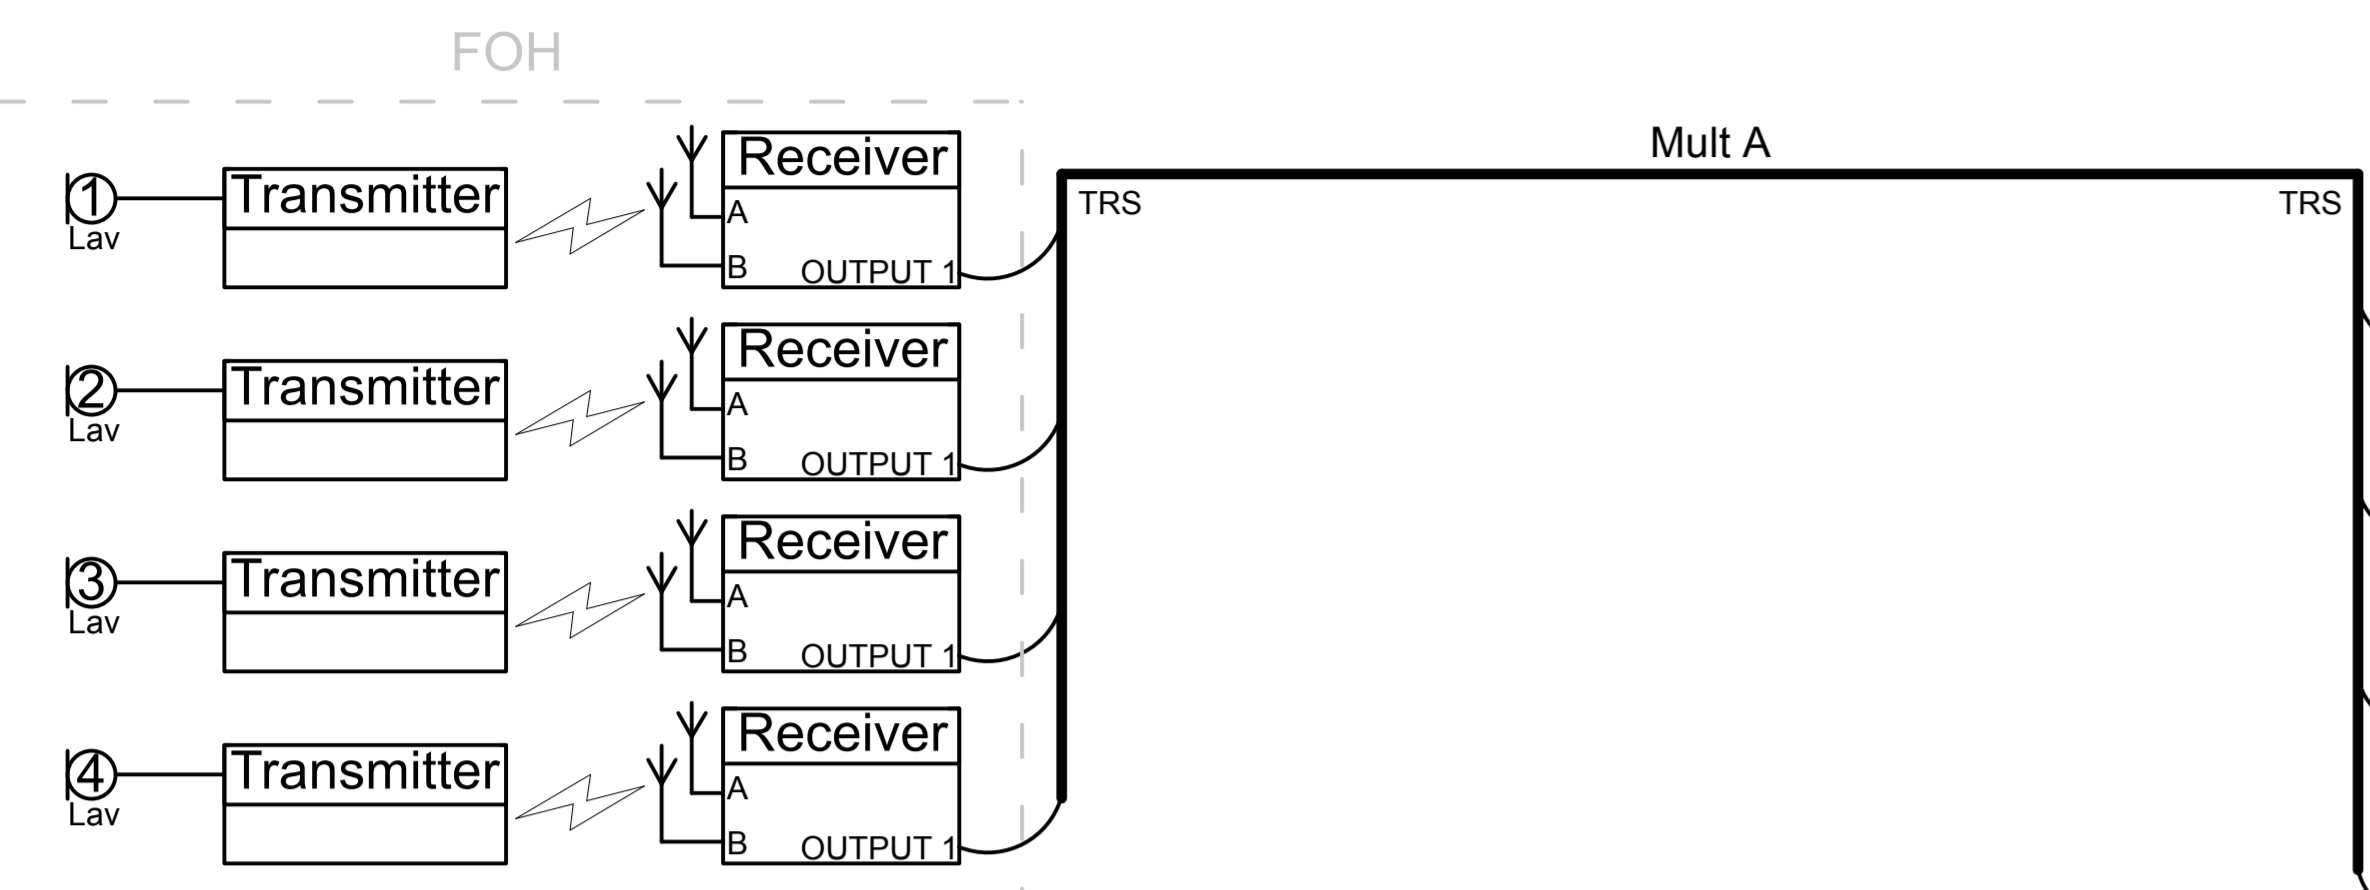 FOH
Mult A
TRS
TRS
1
Lav
Transmitter
Receiver
A
B
OUTPUT 1
2
Lav
Transmitter
Receiver
A
B
OUTPUT 1
3
Lav
Transmitter
Receiver
A
B
OUTPUT 1
4
Lav
Transmitter
Receiver
A
B
OUTPUT 1